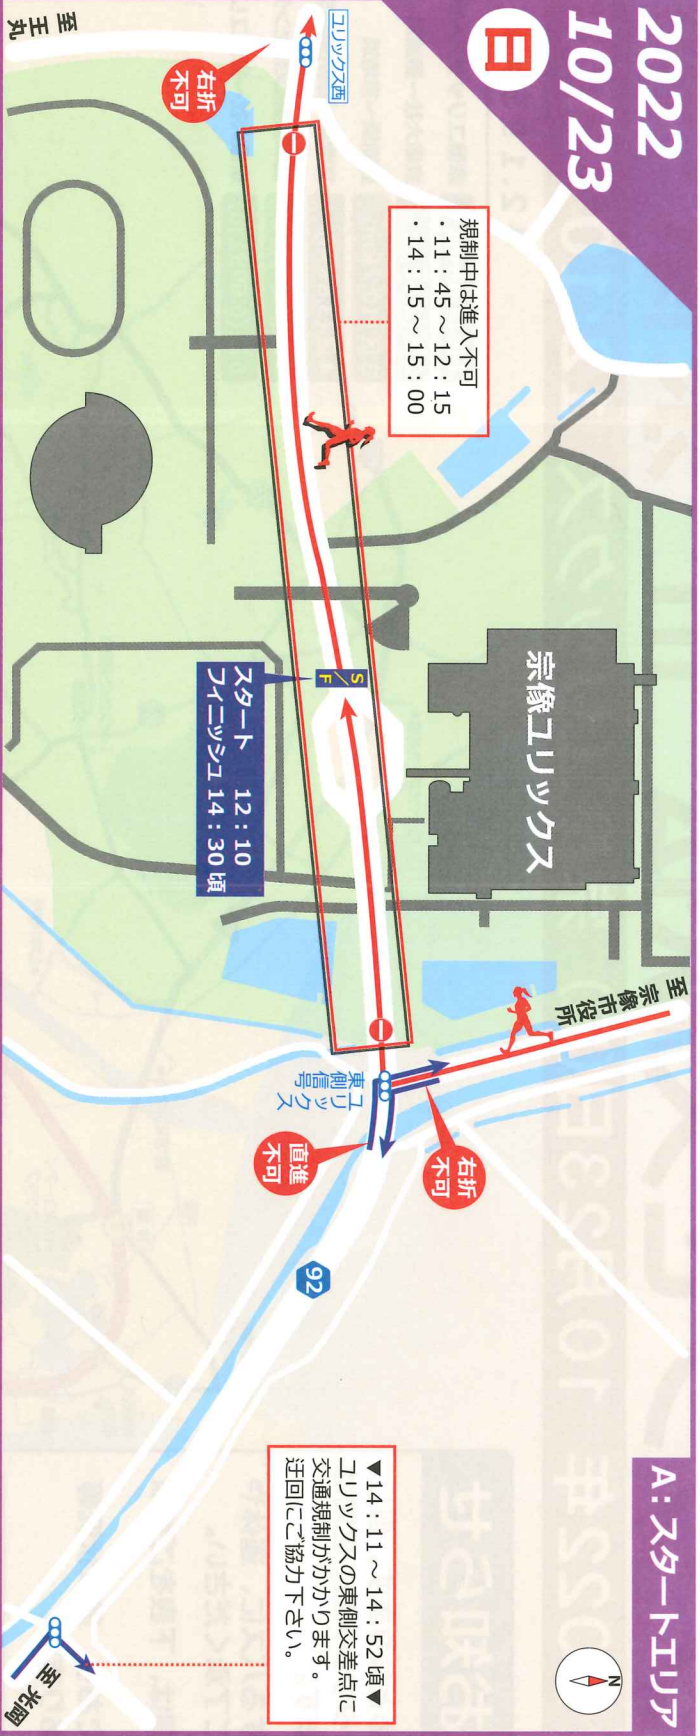 2022
10/23
日
A:スタートエリア
N
至王丸
ユリックス西
右折
不可
規制中は進入不可
・11:45～12:15
・14:15～15:00
宗像ユリックス
S/F
スタート 12:10
フィニッシュ 14:30頃
至
宗像
市役所
ユリックス
東側
信号
右折
不可
直進
不可
92
▼14:11～14:52頃▼
ユリックスの東側交差点に
交通規制がかかります。
迂回にご協力下さい。
至光岡